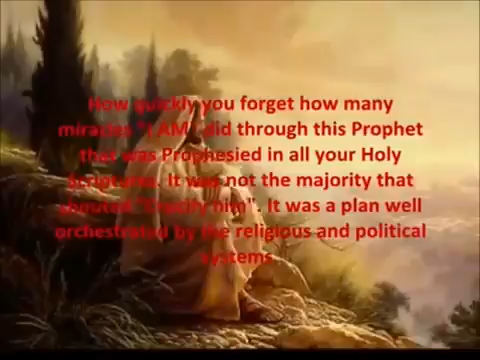 How quickly you forget how many
miracles "I AM" did through this Prophet
that was Prophesied in all your Holy
Scriptures. It was not the majority that
shouted "Crucify him". It was a plan well
orchestrated by the religious and political
systems